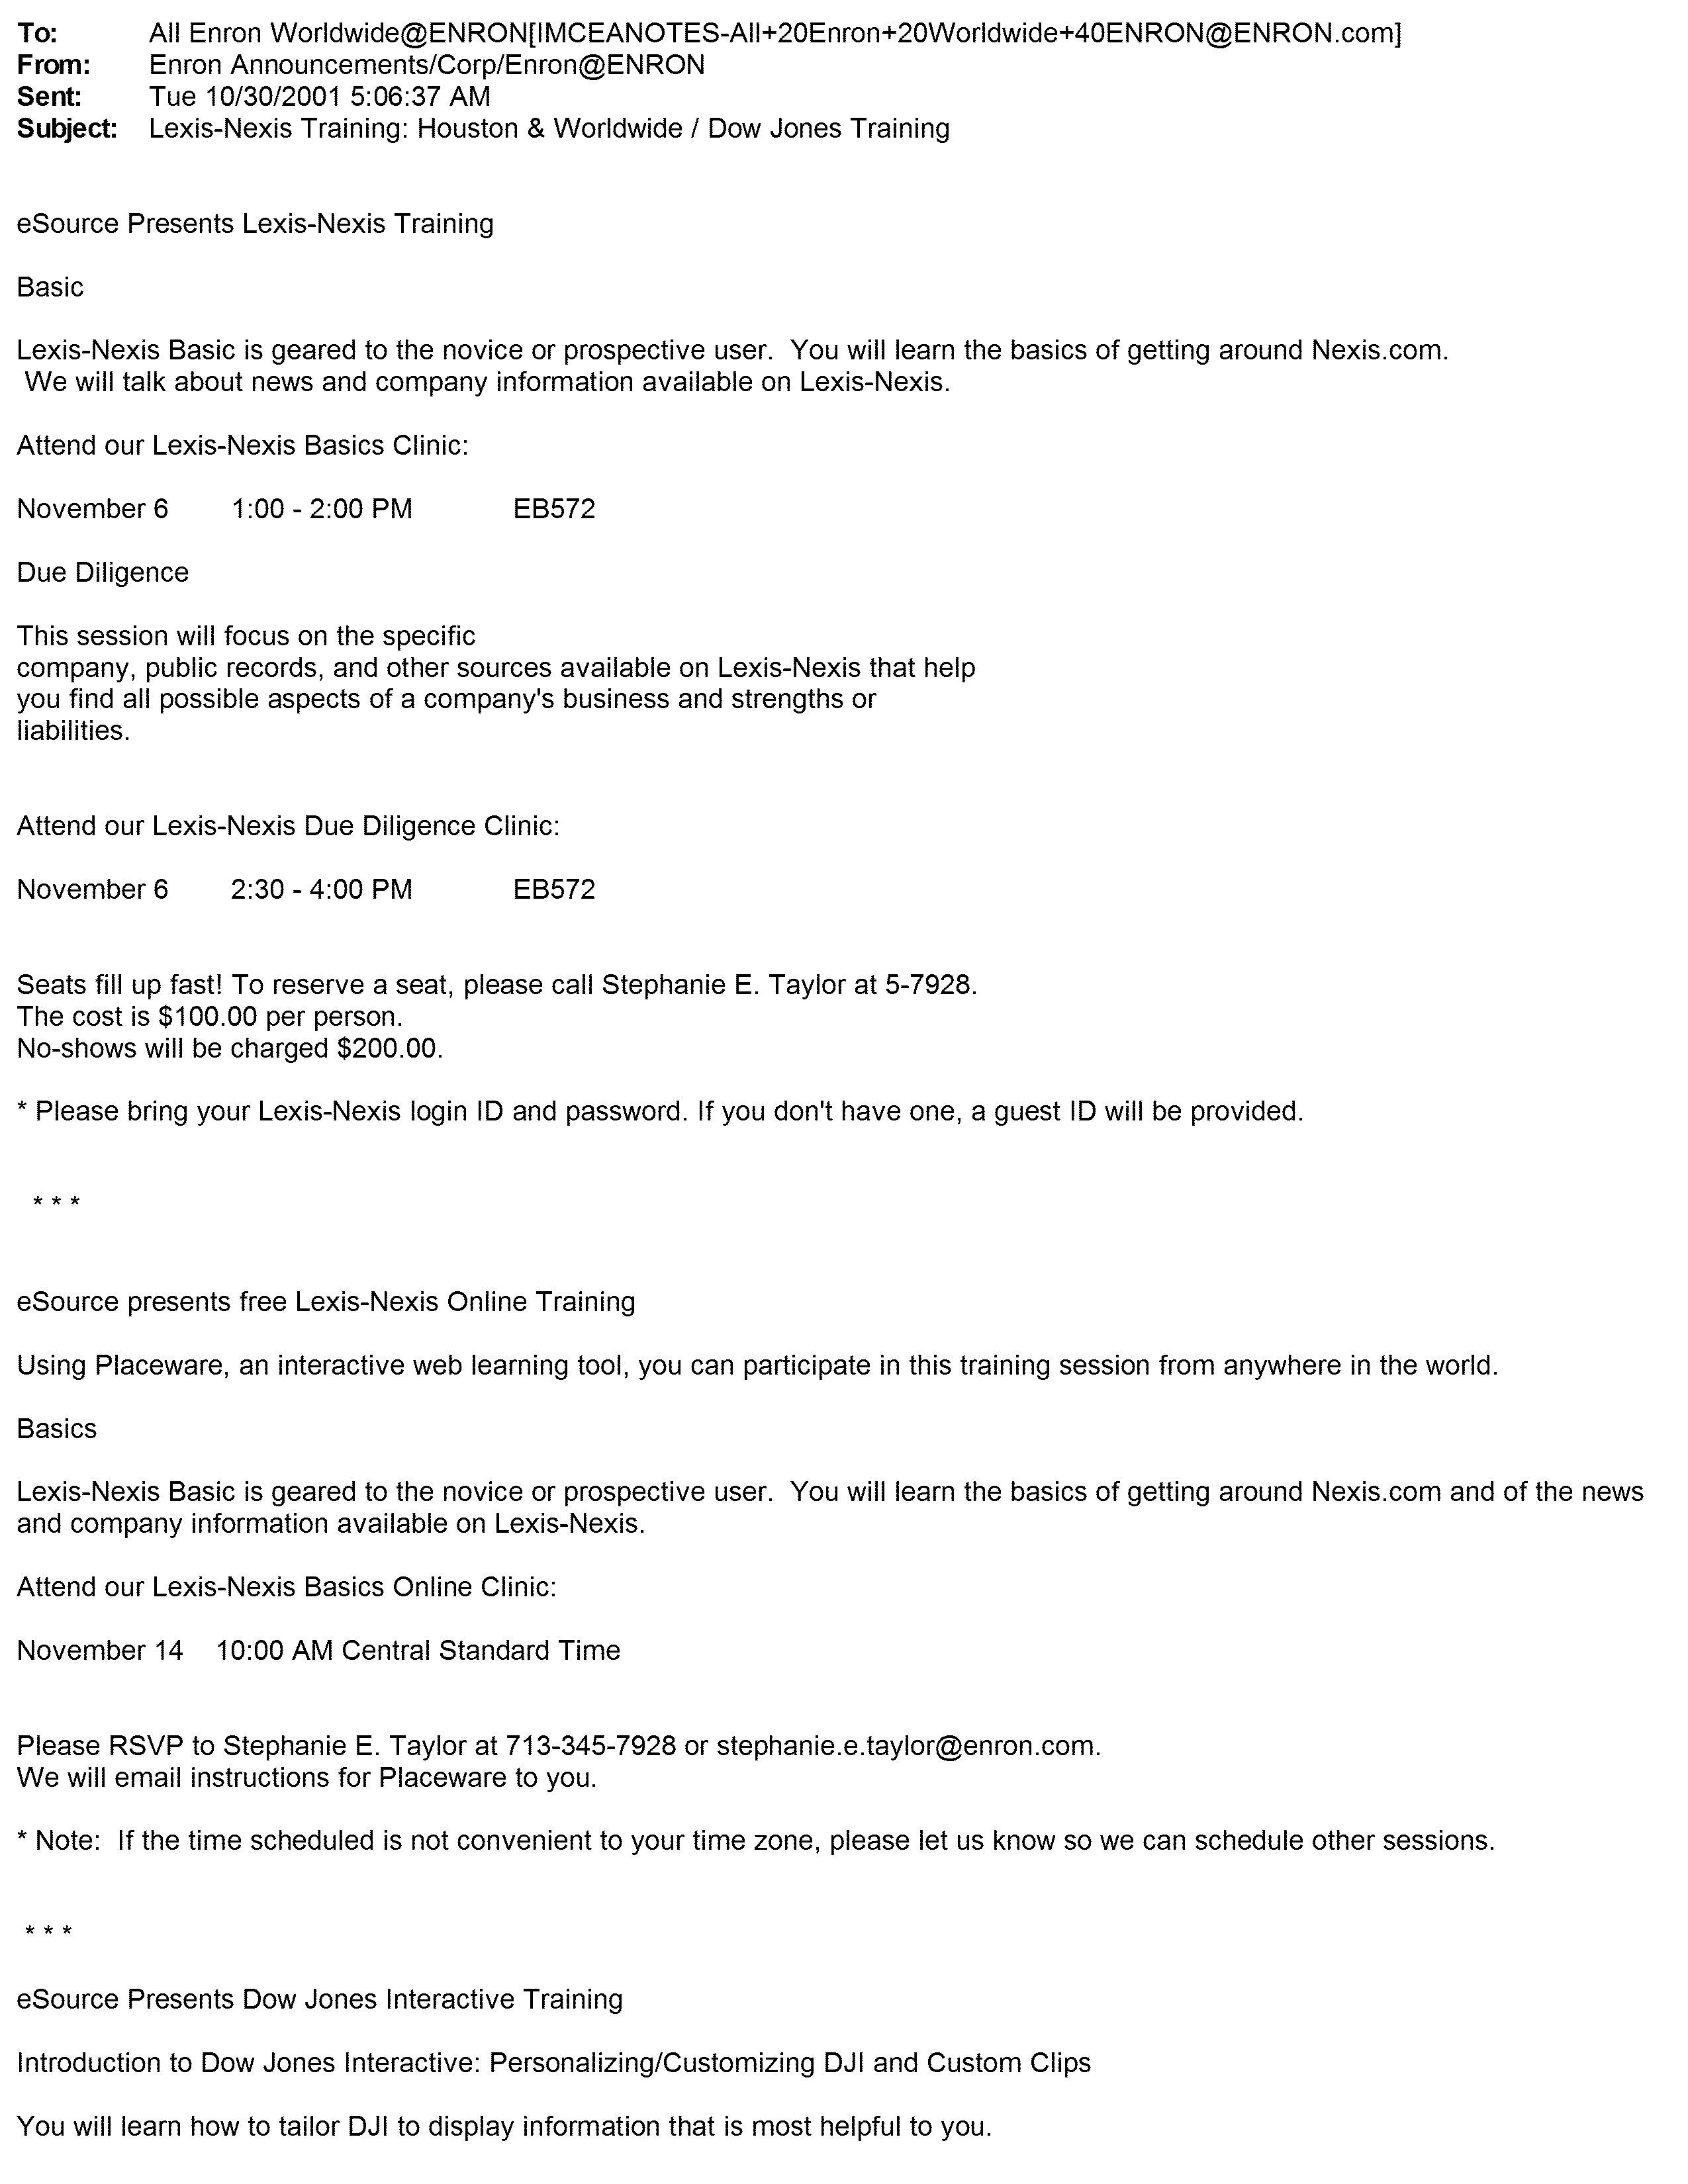 To: All Enron Worldwide@ENRON[IMCEANOTES-All+20Enron+20Worldwide+40ENRON@ENRON.com]
From: Enron Announcements/Corp/Enron@ENRON
Sent: Tue 10/30/2001 5:06:37 AM
Subject: Lexis-Nexis Training: Houston & Worldwide / Dow Jones Training
eSource Presents Lexis-Nexis Training
Basic
Lexis-Nexis Basic is geared to the novice or prospective user.  You will learn the basics of getting around Nexis.com.
We will talk about news and company information available on Lexis-Nexis.
Attend our Lexis-Nexis Basics Clinic:
November 6 1:00 - 2:00 PM EB572
Due Diligence
This session will focus on the specific
company, public records, and other sources available on Lexis-Nexis that help
you find all possible aspects of a company's business and strengths or
liabilities.
Attend our Lexis-Nexis Due Diligence Clinic:
November 6 2:30 - 4:00 PM EB572
Seats fill up fast! To reserve a seat, please call Stephanie E. Taylor at 5-7928.
The cost is $100.00 per person.
No-shows will be charged $200.00.
* Please bring your Lexis-Nexis login ID and password. If you don't have one, a guest ID will be provided.
* * *
eSource presents free Lexis-Nexis Online Training
Using Placeware, an interactive web learning tool, you can participate in this training session from anywhere in the world.
Basics
Lexis-Nexis Basic is geared to the novice or prospective user.  You will learn the basics of getting around Nexis.com and of the news
and company information available on Lexis-Nexis.
Attend our Lexis-Nexis Basics Online Clinic:
November 14 10:00 AM Central Standard Time
Please RSVP to Stephanie E. Taylor at 713-345-7928 or stephanie.e.taylor@enron.com.
We will email instructions for Placeware to you.
* Note:  If the time scheduled is not convenient to your time zone, please let us know so we can schedule other sessions.
* * *
eSource Presents Dow Jones Interactive Training
Introduction to Dow Jones Interactive: Personalizing/Customizing DJI and Custom Clips
You will learn how to tailor DJI to display information that is most helpful to you.